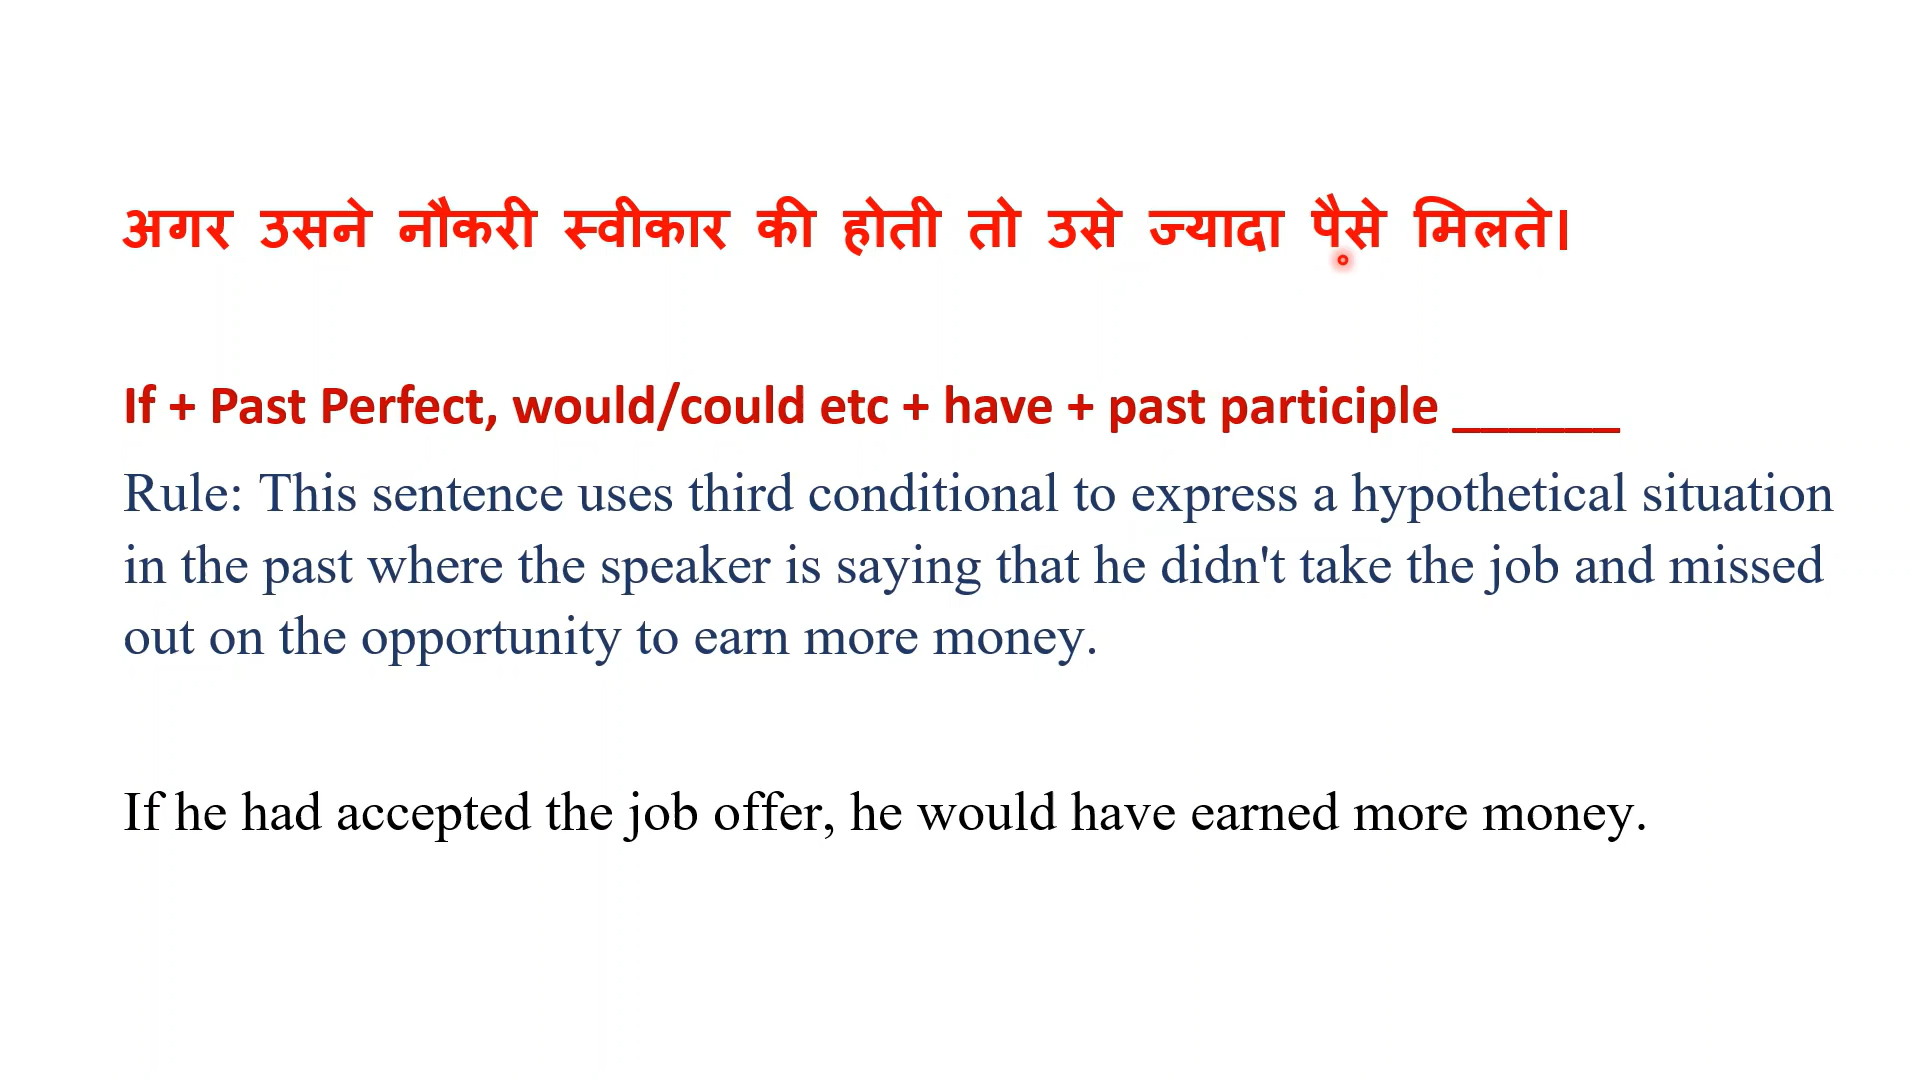 अगर उसने नौकरी स्वीकार की होती तो उसे ज्यादा पैसे मिलते।
If + Past Perfect, would/could etc + have + past participle ______
Rule: This sentence uses third conditional to express a hypothetical situation
in the past where the speaker is saying that he didn't take the job and missed
out on the opportunity to earn more money.
If he had accepted the job offer, he would have earned more money.